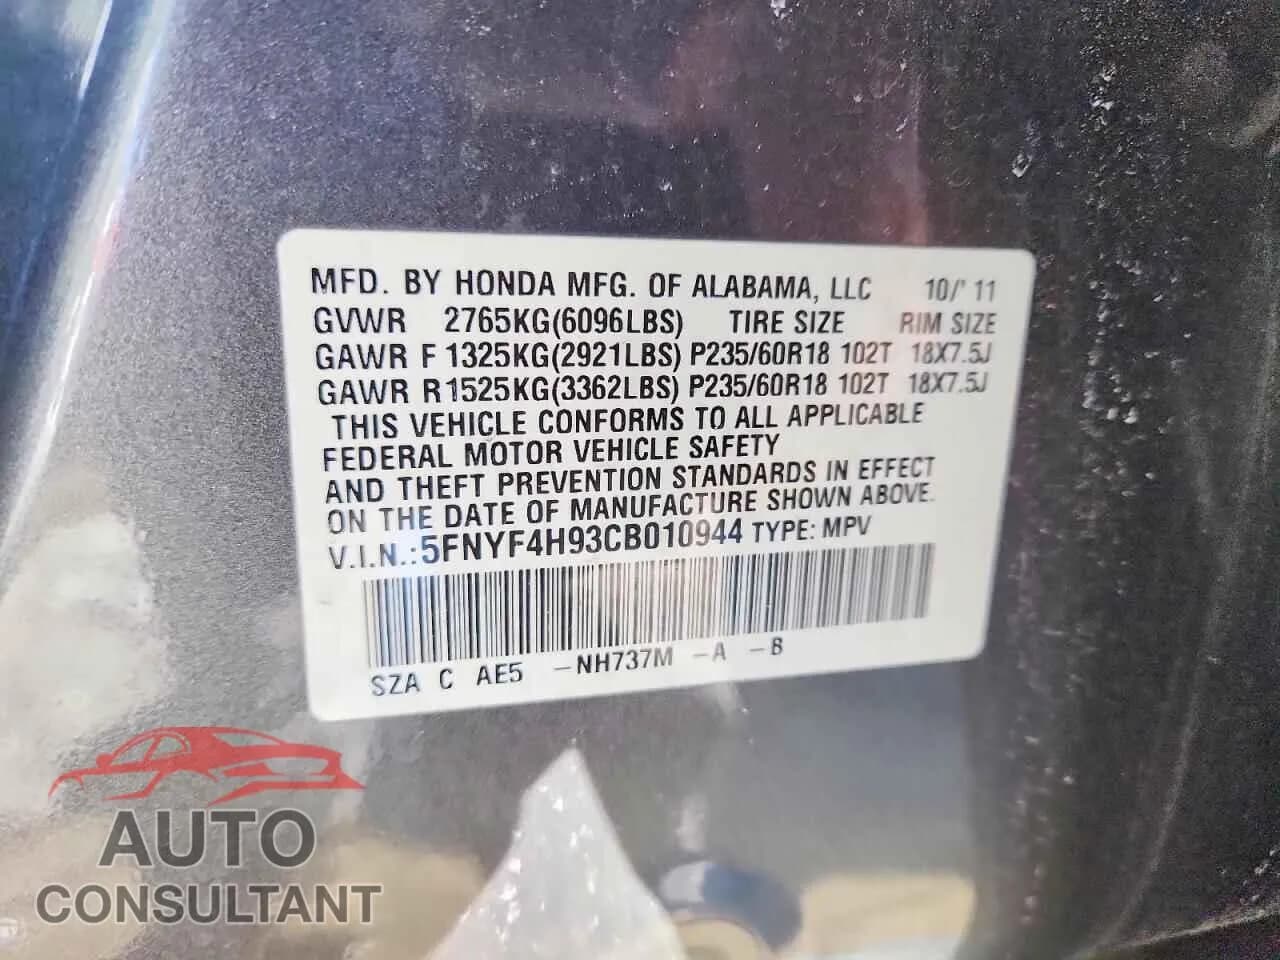 MFD. BY HONDA MFG. OF ALABAMA, LLC 10/'11
GVWR 2765KG(6096LBS) TIRE SIZE RIM SIZE
GAWR F 1325KG(2921LBS) P235/60R18 102T 18X7.5J
GAWR R1525KG(3362LBS) P235/60R18 102T 18X7.5J
THIS VEHICLE CONFORMS TO ALL APPLICABLE
FEDERAL MOTOR VEHICLE SAFETY
AND THEFT PREVENTION STANDARDS IN EFFECT
ON THE DATE OF MANUFACTURE SHOWN ABOVE.
V.I.N.:5FNYF4H93CB010944 TYPE: MPV
SZA C AE5 -NH737M -A -B
AUTO
CONSULTANT